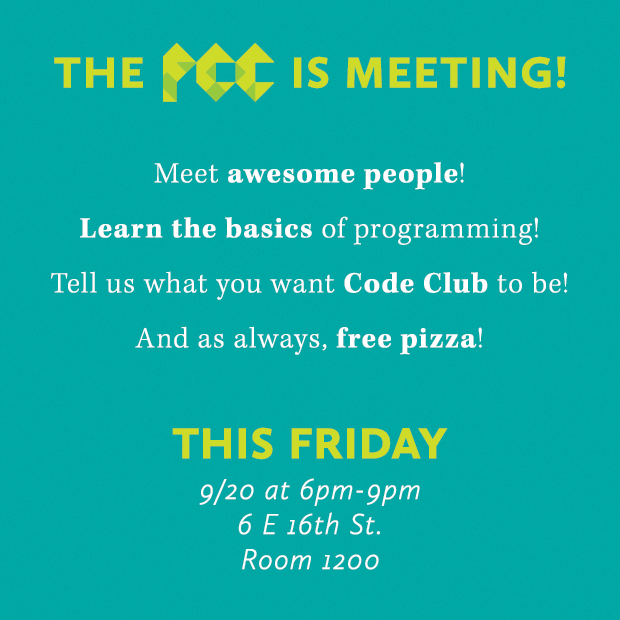 THE PCC IS MEETING!
Meet awesome people!
Learn the basics of programming!
Tell us what you want Code Club to be!
And as always, free pizza!
THIS FRIDAY
9/20 at 6pm-9pm
6 E 16th St.
Room 1200